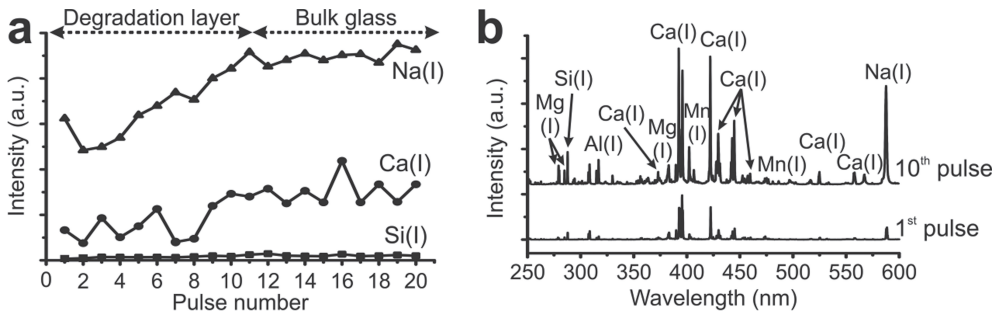 a
Degradation layer
Bulk glass
Intensity (a.u.)
Na(I)
Ca(I)
Si(I)
0 2 4 6 8 10 12 14 16 18 20
Pulse number
b
Intensity (a.u.)
Ca(I)
Ca(I)
Si(I)
Mg
(I)
Al(I)
Ca(I)
Mg
(I)
Mn
(I)
Ca(I)
Mn(I)
Ca(I)
Ca(I)
Na(I)
10th pulse
1st pulse
250 300 350 400 450 500 550 600
Wavelength (nm)